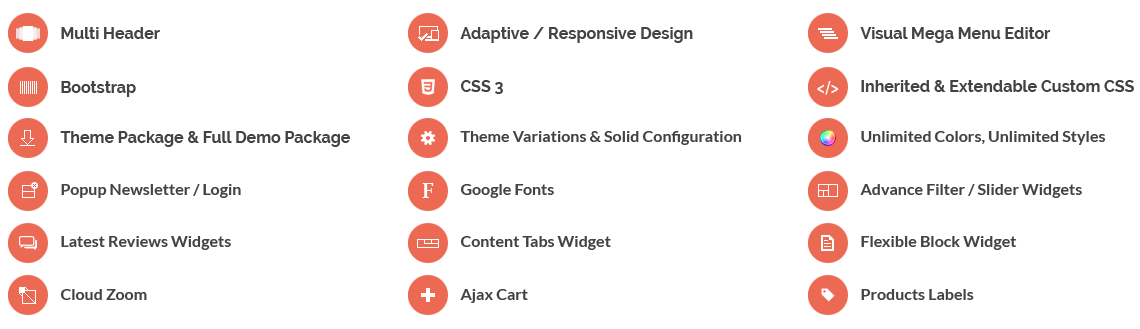 Multi Header
Adaptive / Responsive Design
Visual Mega Menu Editor
Bootstrap
CSS 3
Inherited & Extendable Custom CSS
Theme Package & Full Demo Package
Theme Variations & Solid Configuration
Unlimited Colors, Unlimited Styles
Popup Newsletter / Login
F
Google Fonts
Advance Filter / Slider Widgets
Latest Reviews Widgets
Content Tabs Widget
Flexible Block Widget
Cloud Zoom
Ajax Cart
Products Labels